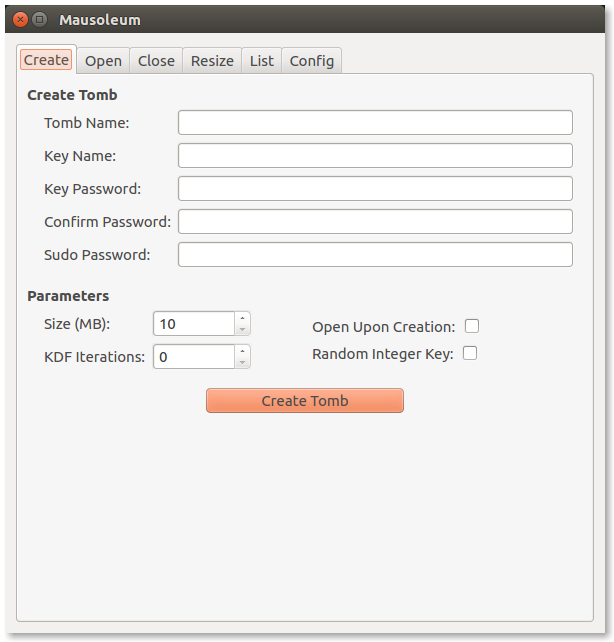 Mausoleum
Create Open Close Resize List Config
Create Tomb
Tomb Name:
Key Name:
Key Password:
Confirm Password:
Sudo Password:
Parameters
Size (MB): 10 Open Upon Creation:
KDF Iterations: 0 Random Integer Key:
Create Tomb